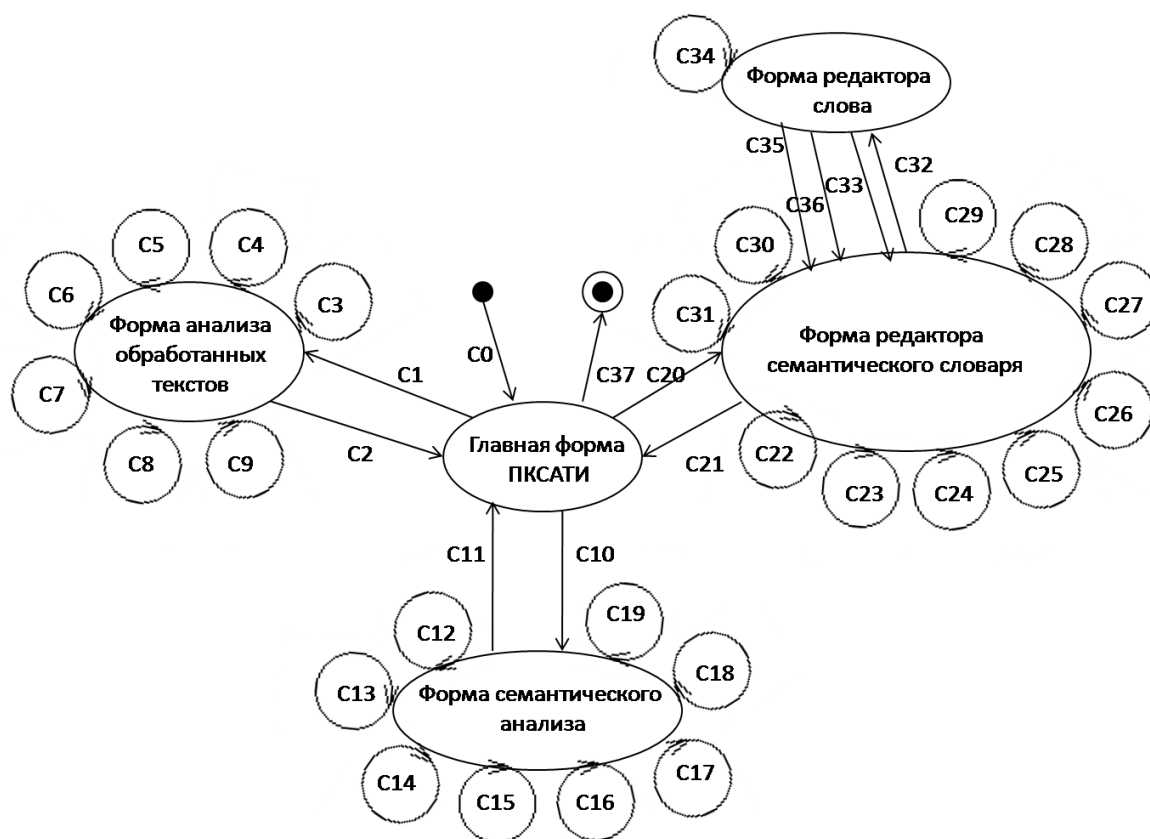 C34
Форма редактора
слова
C35
C36
C33
C32
C5
C4
C6
C3
Форма анализа
обработанных
текстов
C7
C8
C9
C1
C2
C0
C37
C20
C21
C30
C29
C28
C31
C27
Форма редактора
семантического словаря
C26
C22
C25
C23
C24
Главная форма
ПКСАТИ
C11
C10
C12
C19
C13
C18
Форма семантического
анализа
C14
C17
C15
C16